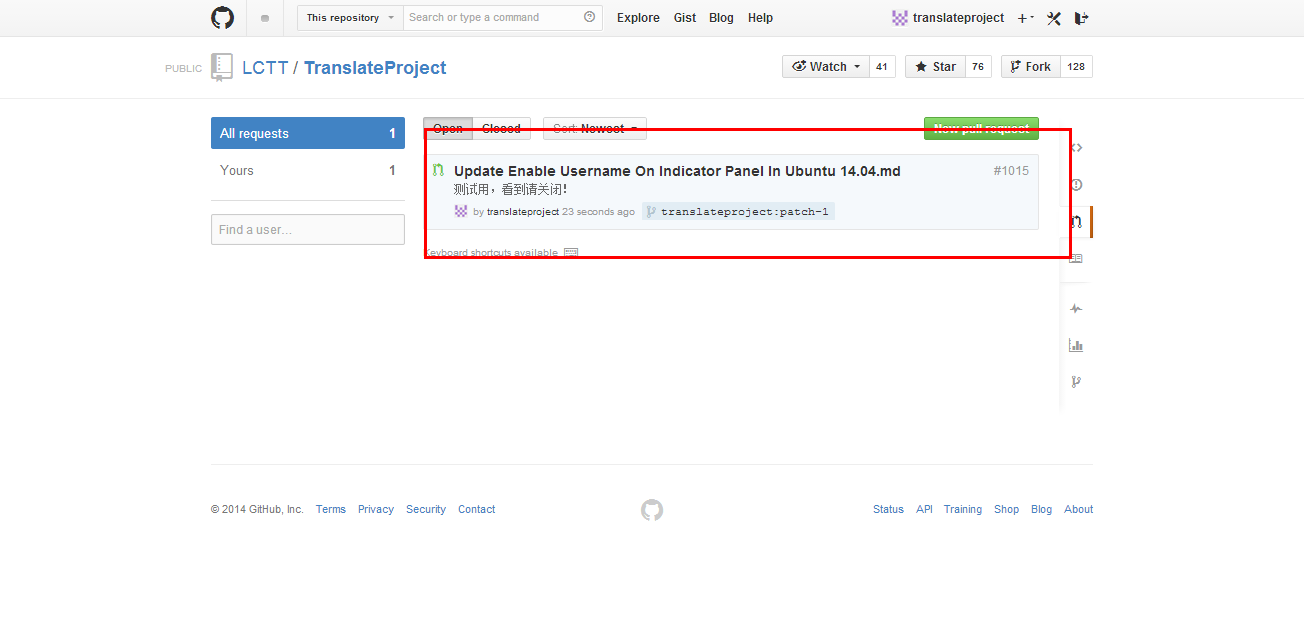 This repository
Search or type a command
Explore Gist Blog Help
translateproject
PUBLIC LCTT / TranslateProject
Watch 41 Star 76 Fork 128
All requests 1
Yours 1
Find a user...
Open Closed Sort: Newest New pull request
Update Enable Username On Indicator Panel In Ubuntu 14.04.md #1015
测试用，看到请关闭！
by translateproject 23 seconds ago translateproject:patch-1
Keyboard shortcuts available
© 2014 GitHub, Inc. Terms Privacy Security Contact
Status API Training Shop Blog About